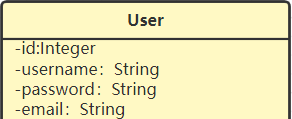 User
-id:Integer
-username：String
-password：String
-email：String